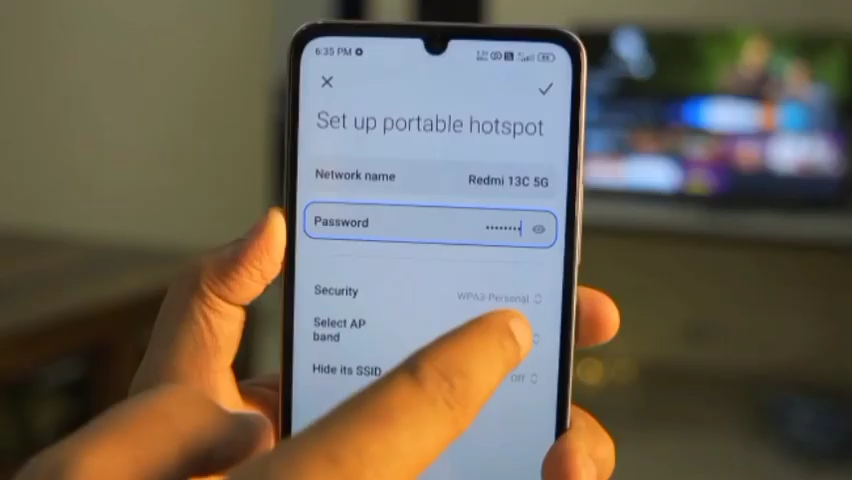 6:35 PM
Set up portable hotspot
Network name Redmi 13C 5G
Password ••••••••
Security WPA3-Personal
Select AP
band
Hide its SSID Off